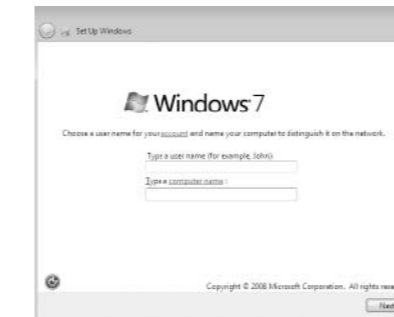 Set Up Windows
Windows 7
Choose a user name for your account and name your computer to distinguish it on the network.
Type a user name (for example, John):
Type a computer name:
Copyright © 2008 Microsoft Corporation. All rights rese
Next